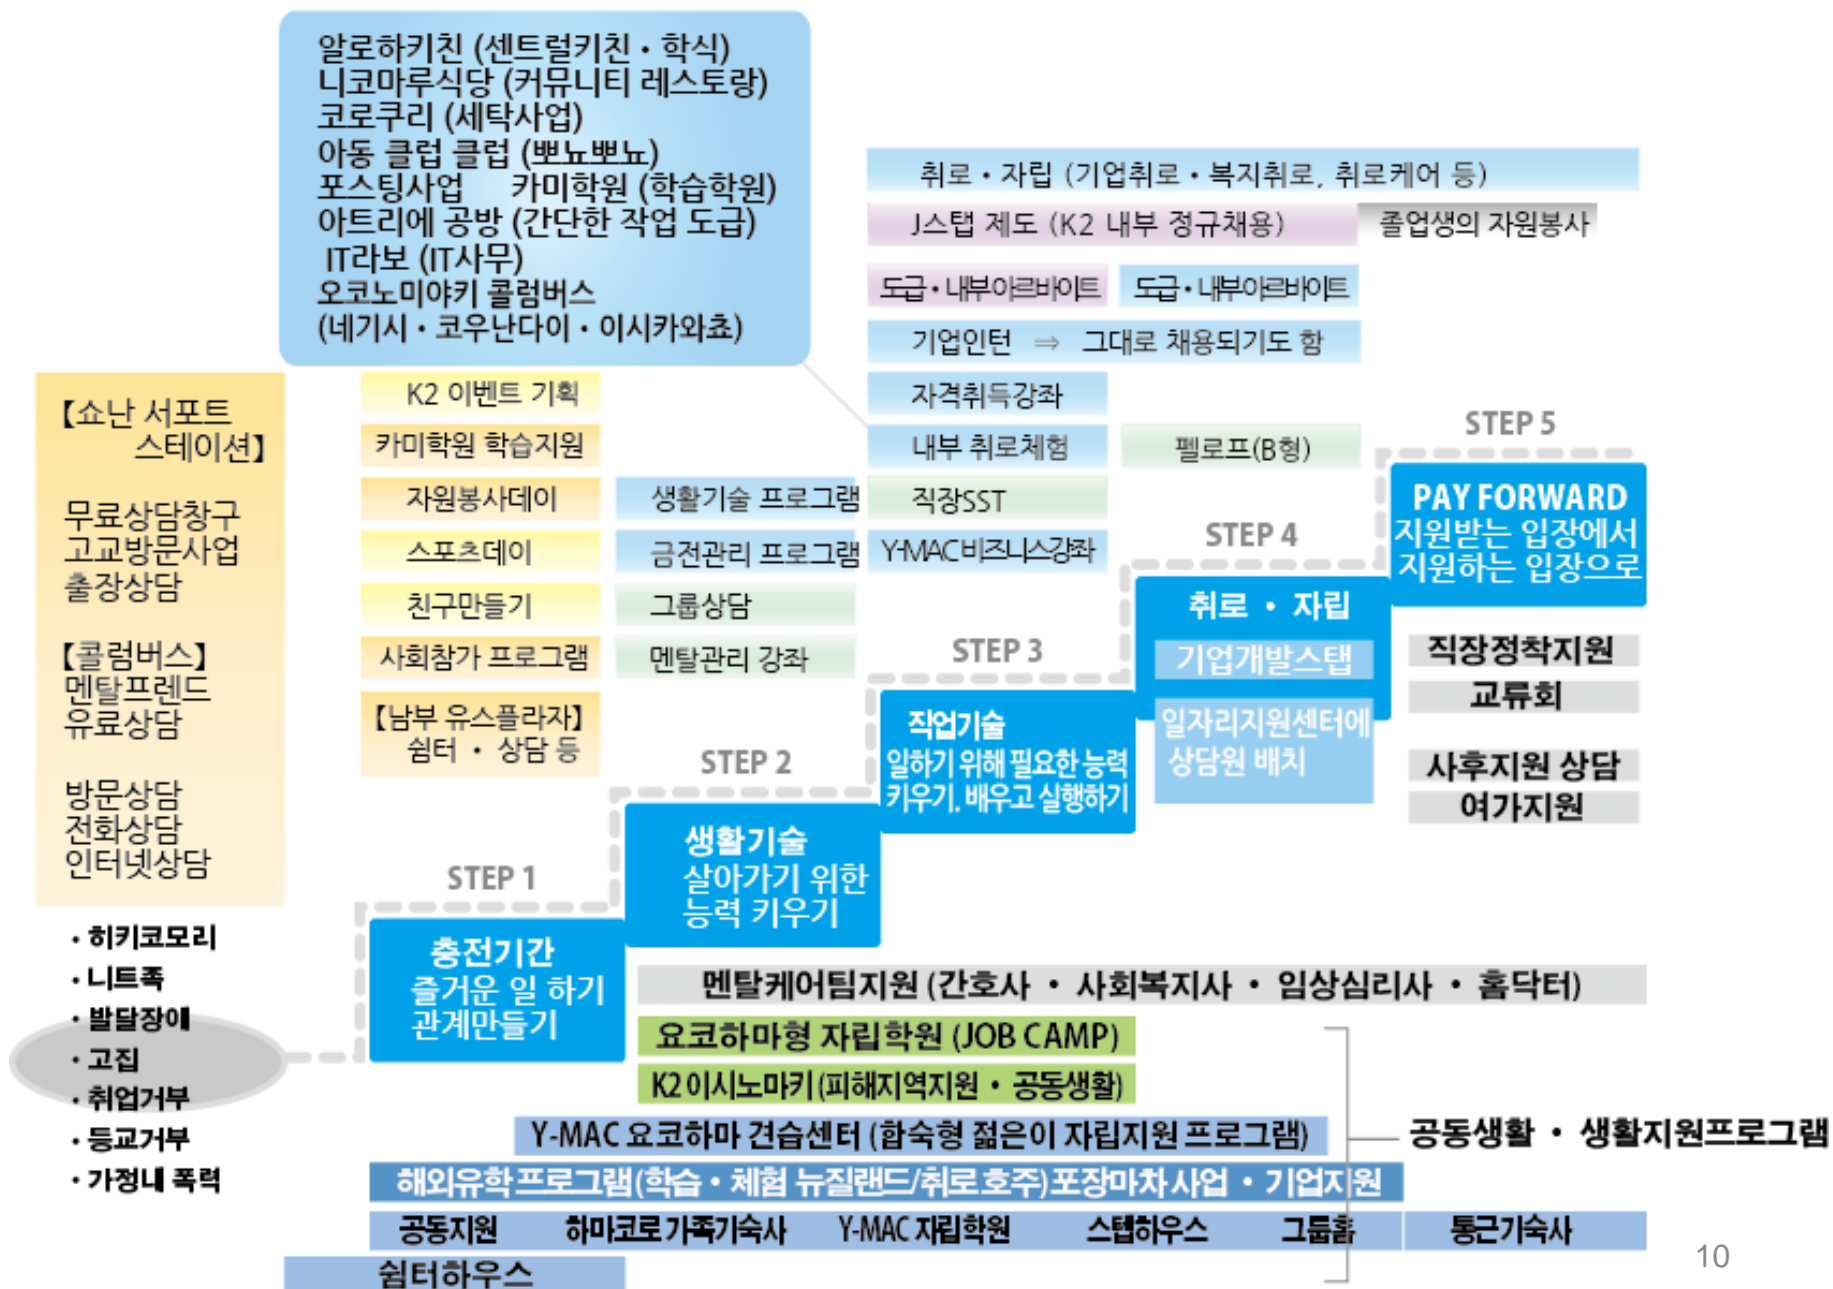 알로하키친 (센트럴키친・학식)
니코마루식당 (커뮤니티 레스토랑)
코로쿠리 (세탁사업)
아동 클럽 클럽 (뽀뇨뽀뇨)
포스팅사업 카미학원 (학습학원)
아트리에 공방 (간단한 작업 도급)
IT라보 (IT사무)
오코노미야키 콜럼버스
(네기시・코우난다이・이시카와쵸)
취로・자립 (기업취로・복지취로, 취로케어 등)
J스탭 제도 (K2 내부 정규채용)
졸업생의 자원봉사
도급・내부아르바이트
도급・내부아르바이트
기업인턴 ⇒ 그대로 채용되기도 함
자격취득강좌
내부 취로체험
펠로프(B형)
직장SST
Y-MAC비즈니스강좌
【쇼난 서포트
스테이션】
무료상담창구
고교방문사업
출장상담
【콜럼버스】
멘탈프렌드
유료상담
방문상담
전화상담
인터넷상담
K2 이벤트 기획
카미학원 학습지원
자원봉사데이
스포츠데이
친구만들기
사회참가 프로그램
【남부 유스플라자】
쉼터 ・ 상담 등
생활기술 프로그램
금전관리 프로그램
그룹상담
멘탈관리 강좌
・히키코모리
・니트족
・발달장애
・고집
・취업거부
・등교거부
・가정내 폭력
STEP 1
충전기간
즐거운 일 하기
관계만들기
STEP 2
생활기술
살아가기 위한
능력 키우기
STEP 3
직업기술
일하기 위해 필요한 능력
키우기, 배우고 실행하기
STEP 4
취로 ・ 자립
기업개발스탭
일자리지원센터에
상담원 배치
STEP 5
PAY FORWARD
지원받는 입장에서
지원하는 입장으로
직장정착지원
교류회
사후지원 상담
여가지원
멘탈케어팀지원 (간호사 ・ 사회복지사 ・ 임상심리사 ・ 홈닥터)
요코하마형 자립학원 (JOB CAMP)
K2이시노마키(피해지역지원 ・ 공동생활)
Y-MAC 요코하마 견습센터 (합숙형 젊은이 자립지원 프로그램)
해외유학프로그램(학습・체험 뉴질랜드/취로 호주)포장마차 사업 ・ 기업지원
공동지원 하마코로 가족기숙사 Y-MAC 자립학원 스텝하우스 그룹홈 통근기숙사
쉼터하우스
공동생활 ・ 생활지원프로그램
10